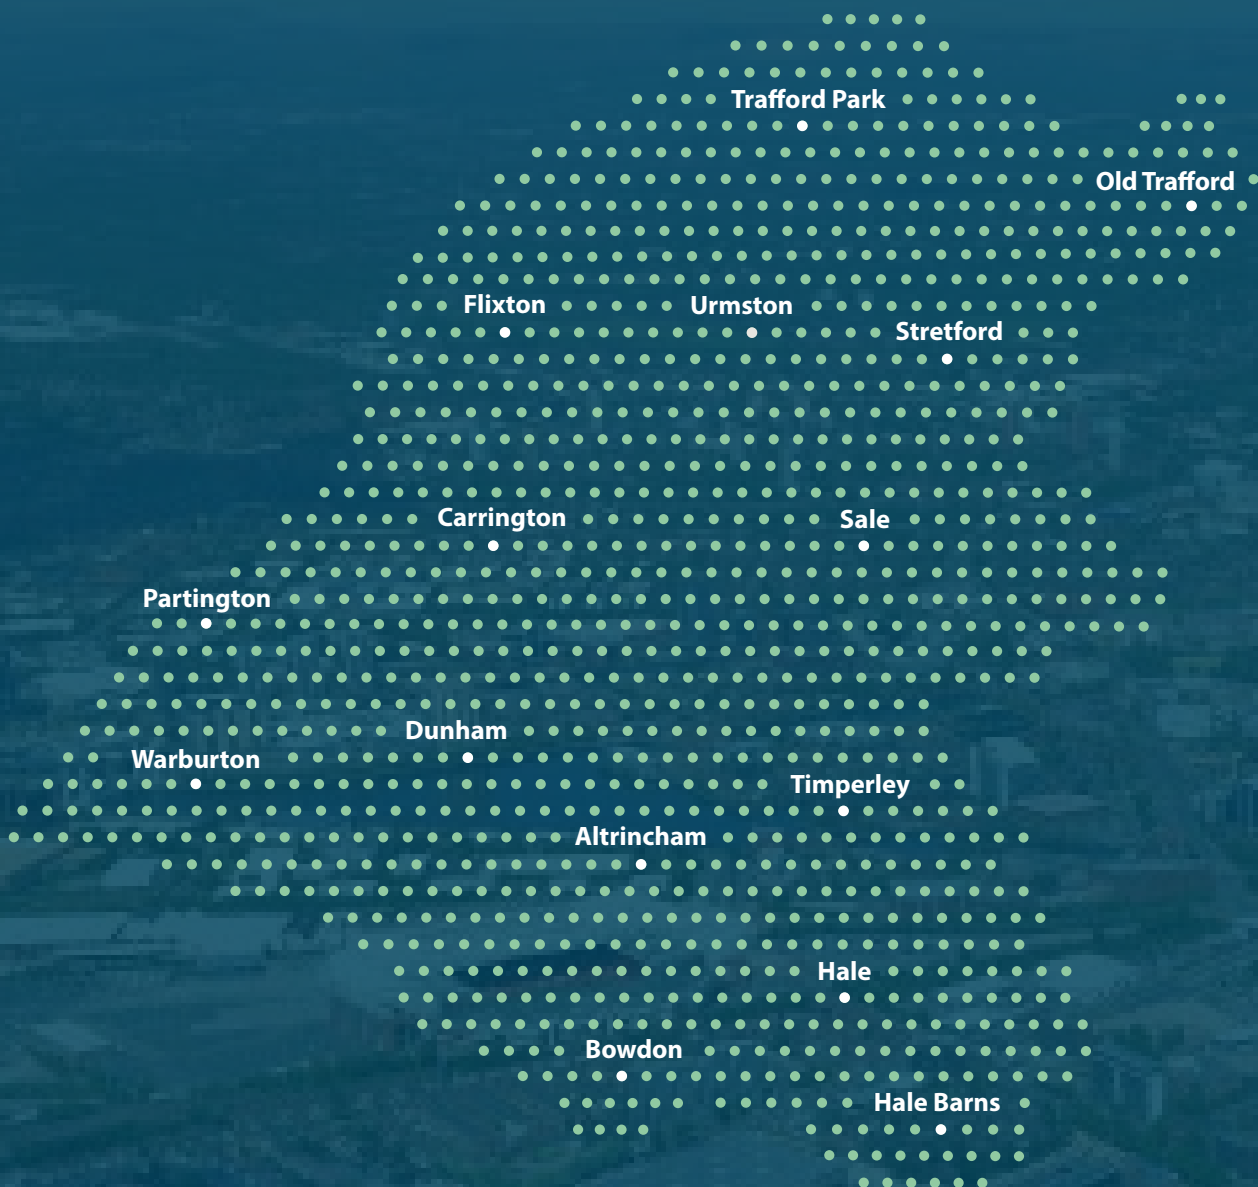 Trafford Park
Old Trafford
Flixton
Urmston
Stretford
Carrington
Sale
Partington
Dunham
Warburton
Timperley
Altrincham
Hale
Bowdon
Hale Barns